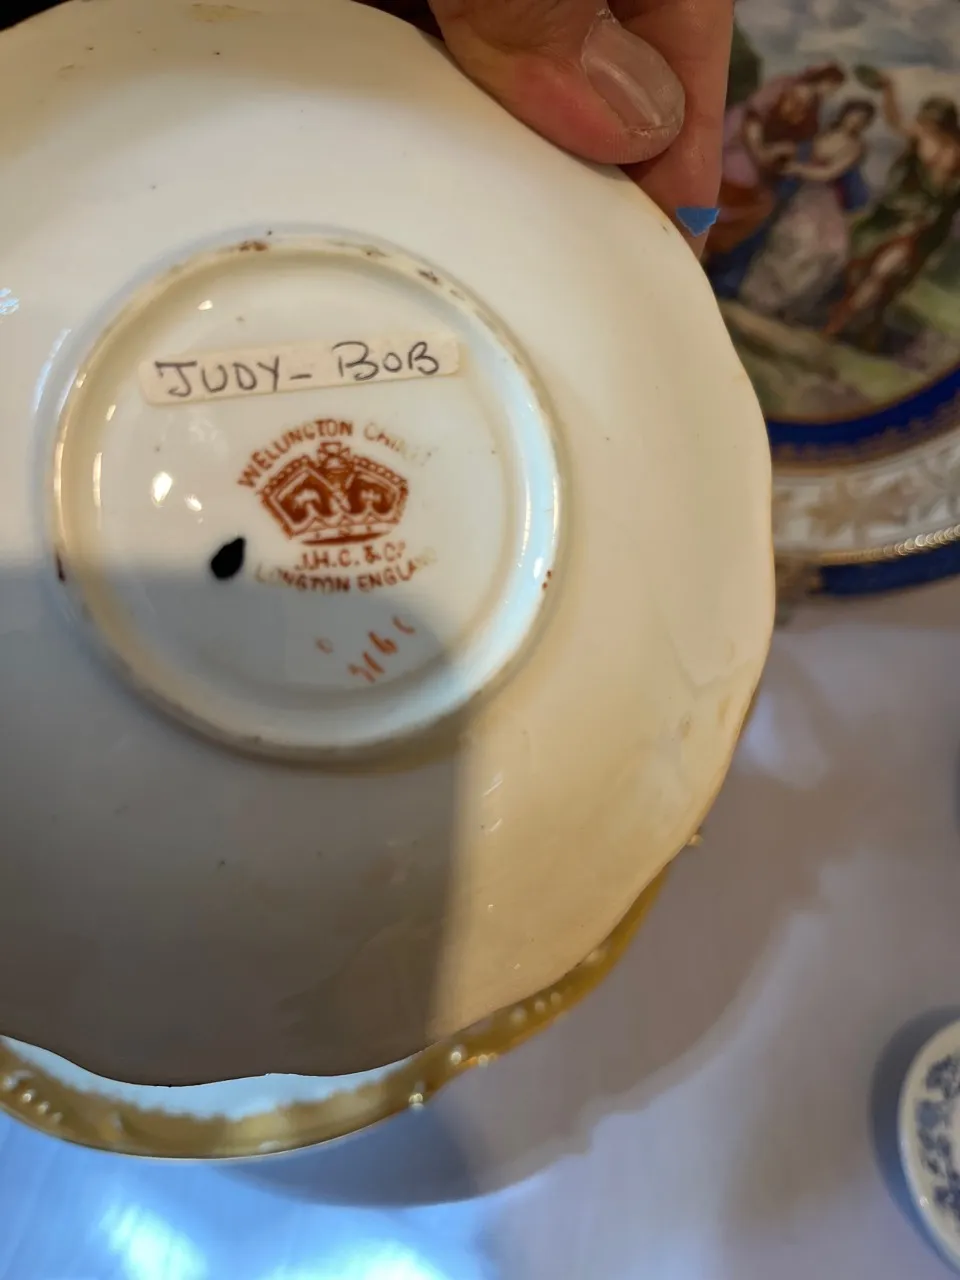 JUDY - BOB
WELLINGTON CHINA
J.H.C. & Co
LONGTON ENGLAND